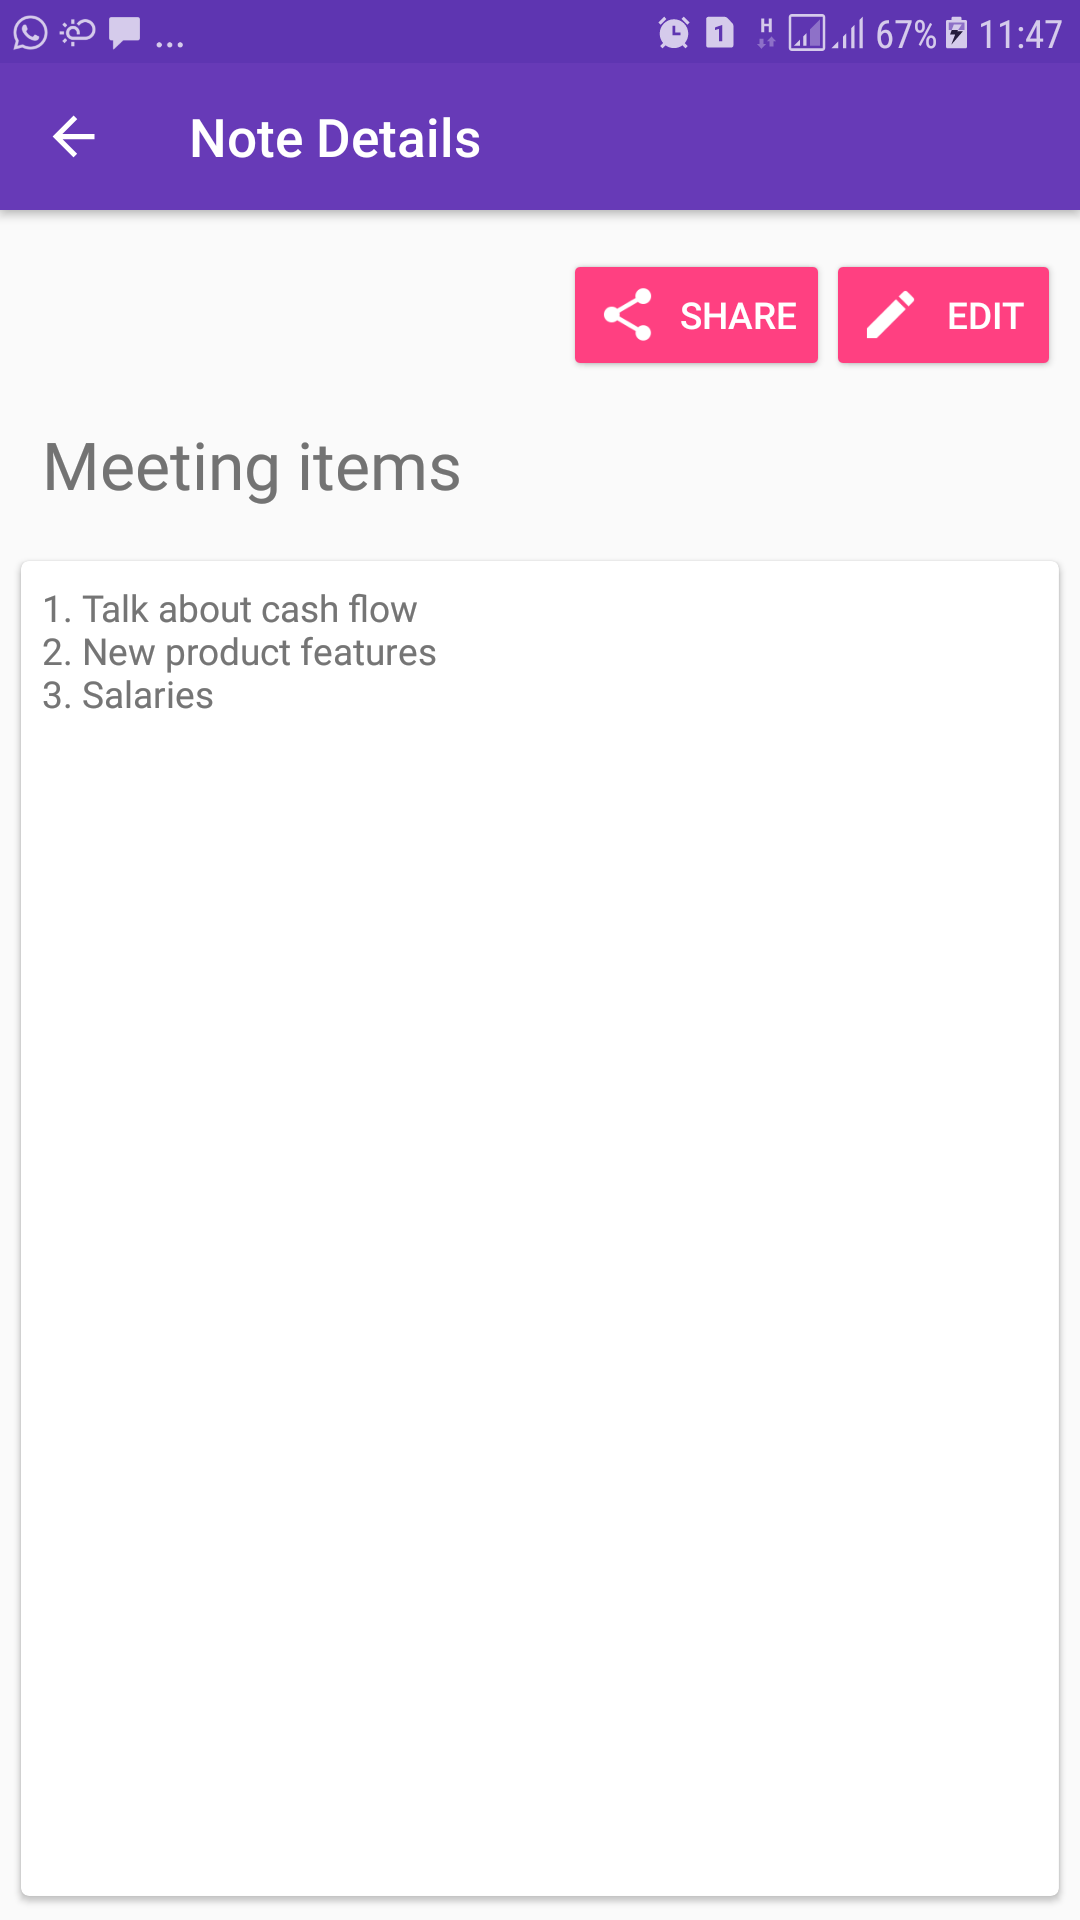 ... 1 H 67% 11:47
Note Details
SHARE EDIT
Meeting items
1. Talk about cash flow
2. New product features
3. Salaries